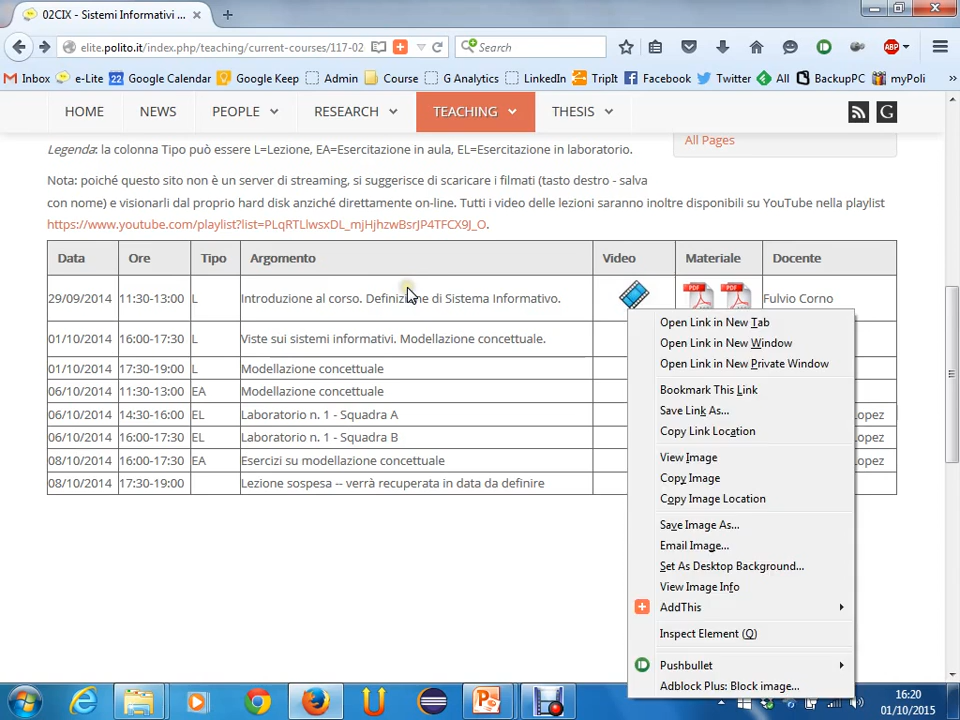 02CIX - Sistemi Informativi ...
elite.polito.it/index.php/teaching/current-courses/117-02
Search
ABP
Inbox
e-Lite
22 Google Calendar
Google Keep
Admin
Course
G Analytics
LinkedIn
TripIt
Facebook
Twitter
All
BackupPC
myPoli
HOME
NEWS
PEOPLE
RESEARCH
TEACHING
THESIS
G
Legenda: la colonna Tipo può essere L=Lezione, EA=Esercitazione in aula, EL=Esercitazione in laboratorio.
All Pages
Nota: poiché questo sito non è un server di streaming, si suggerisce di scaricare i filmati (tasto destro - salva
con nome) e visionarli dal proprio hard disk anziché direttamente on-line. Tutti i video delle lezioni saranno inoltre disponibili su YouTube nella playlist
https://www.youtube.com/playlist?list=PLqRTLlwsxDL_mjHjhzwBsrJP4TFCX9J_O.
Data Ore Tipo Argomento Video Materiale Docente
29/09/2014 11:30-13:00 L Introduzione al corso. Definizione di Sistema Informativo. Fulvio Corno
01/10/2014 16:00-17:30 L Viste sui sistemi informativi. Modellazione concettuale.
01/10/2014 17:30-19:00 L Modellazione concettuale
06/10/2014 11:30-13:00 EA Modellazione concettuale
06/10/2014 14:30-16:00 EL Laboratorio n. 1 - Squadra A Lopez
06/10/2014 16:00-17:30 EL Laboratorio n. 1 - Squadra B Lopez
08/10/2014 16:00-17:30 EA Esercizi su modellazione concettuale Lopez
08/10/2014 17:30-19:00 Lezione sospesa -- verrà recuperata in data da definire
Open Link in New Tab
Open Link in New Window
Open Link in New Private Window
Bookmark This Link
Save Link As...
Copy Link Location
View Image
Copy Image
Copy Image Location
Save Image As...
Email Image...
Set As Desktop Background...
View Image Info
AddThis
Inspect Element (Q)
Pushbullet
Adblock Plus: Block image...
16:20
01/10/2015